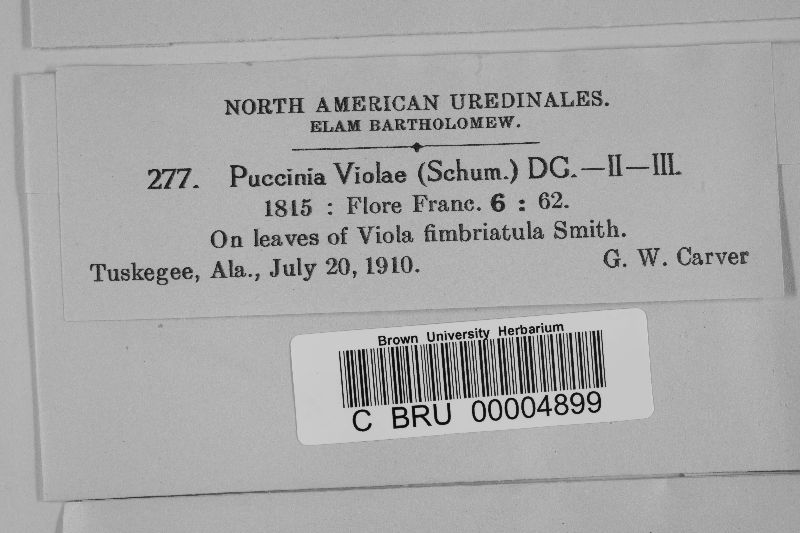 NORTH AMERICAN UREDINALES.
ELAM BARTHOLOMEW.
277. Puccinia Violae (Schum.) DC.—II—III.
1815 : Flore Franc. 6 : 62.
On leaves of Viola fimbriatula Smith.
Tuskegee, Ala., July 20, 1910. G. W. Carver
Brown University Herbarium
C BRU 00004899